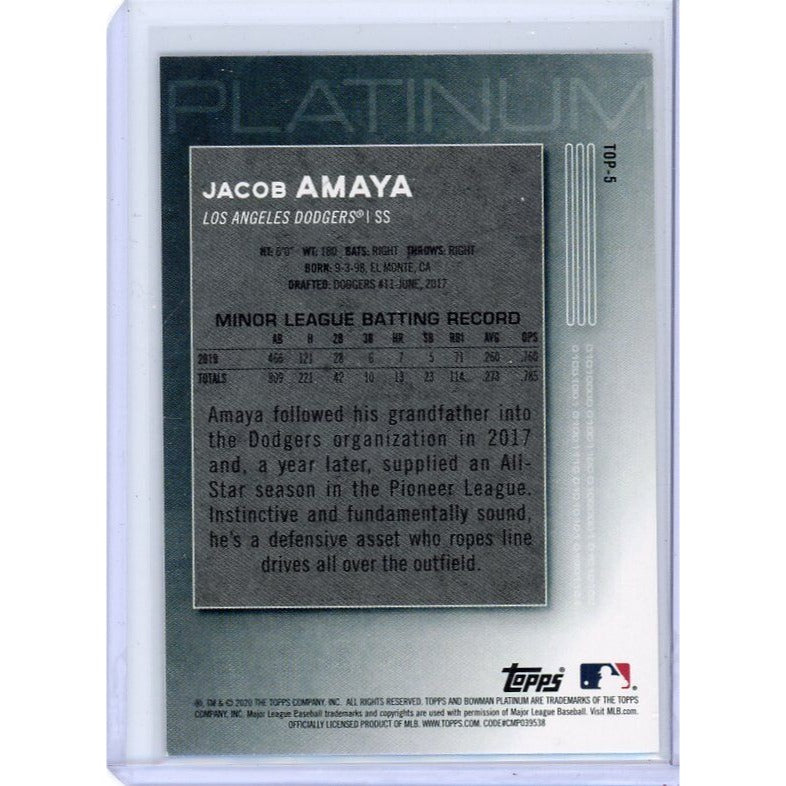 PLATINUM
TOP-5
JACOB AMAYA
LOS ANGELES DODGERS® | SS
HT: 6'0" WT: 180 BATS: RIGHT THROWS: RIGHT
BORN: 9-3-98, EL MONTE, CA
DRAFTED: DODGERS #11-JUNE, 2017
MINOR LEAGUE BATTING RECORD
AB H 2B 3B HR SB RBI AVG OPS
2019 466 121 28 6 7 5 71 .260 .760
TOTALS 809 221 42 10 13 23 114 .273 .785
Amaya followed his grandfather into
the Dodgers organization in 2017
and, a year later, supplied an All-
Star season in the Pioneer League.
Instinctive and fundamentally sound,
he's a defensive asset who ropes line
drives all over the outfield.
topps®
®, TM & © 2020 THE TOPPS COMPANY, INC. ALL RIGHTS RESERVED. TOPPS AND BOWMAN PLATINUM ARE TRADEMARKS OF THE TOPPS
COMPANY, INC. Major League Baseball trademarks and copyrights are used with permission of Major League Baseball. Visit MLB.com.
OFFICIALLY LICENSED PRODUCT OF MLB. WWW.TOPPS.COM. CODE#CMP039538